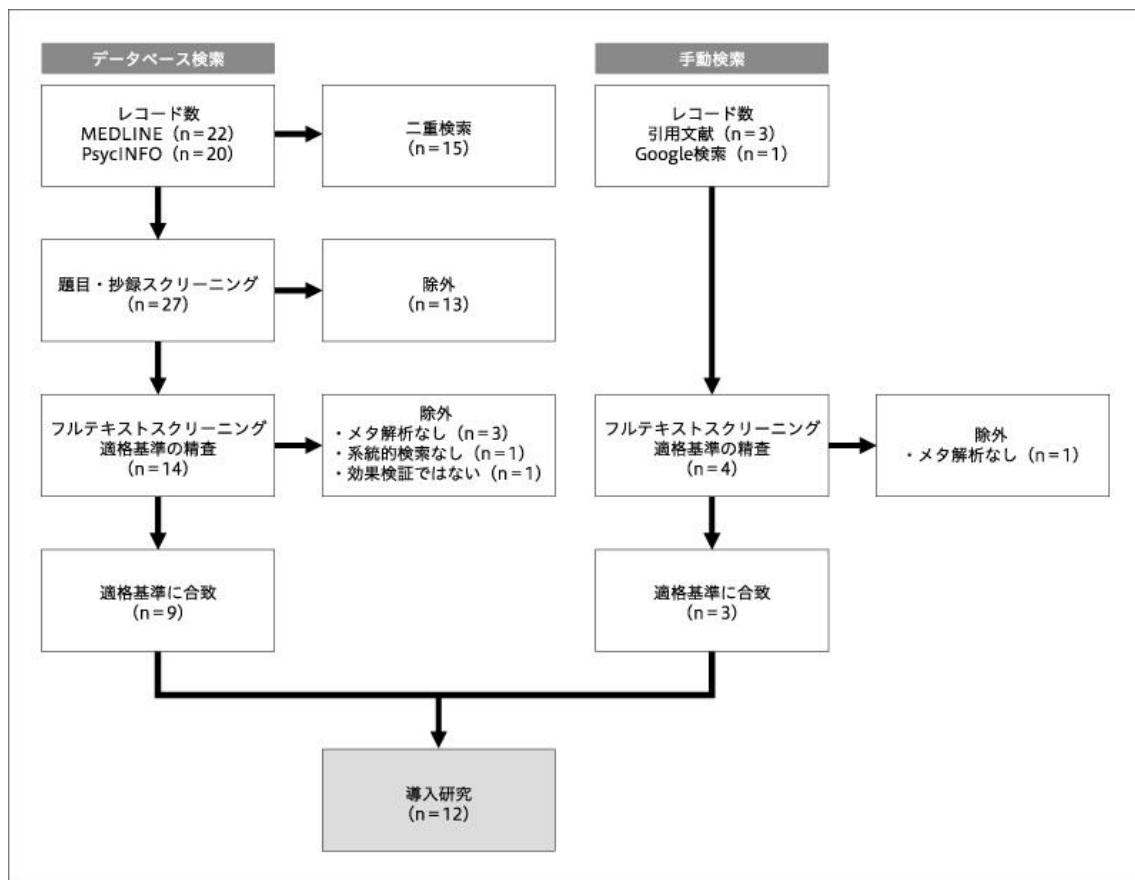 データベース検索
レコード数
MEDLINE（n＝22）
PsycINFO（n＝20）
二重検索
（n＝15）
題目・抄録スクリーニング
（n＝27）
除外
（n＝13）
フルテキストスクリーニング
適格基準の精査
（n＝14）
除外
・メタ解析なし（n＝3）
・系統的検索なし（n＝1）
・効果検証ではない（n＝1）
適格基準に合致
（n＝9）
手動検索
レコード数
引用文献（n＝3）
Google検索（n＝1）
フルテキストスクリーニング
適格基準の精査
（n＝4）
除外
・メタ解析なし（n＝1）
適格基準に合致
（n＝3）
導入研究
（n＝12）